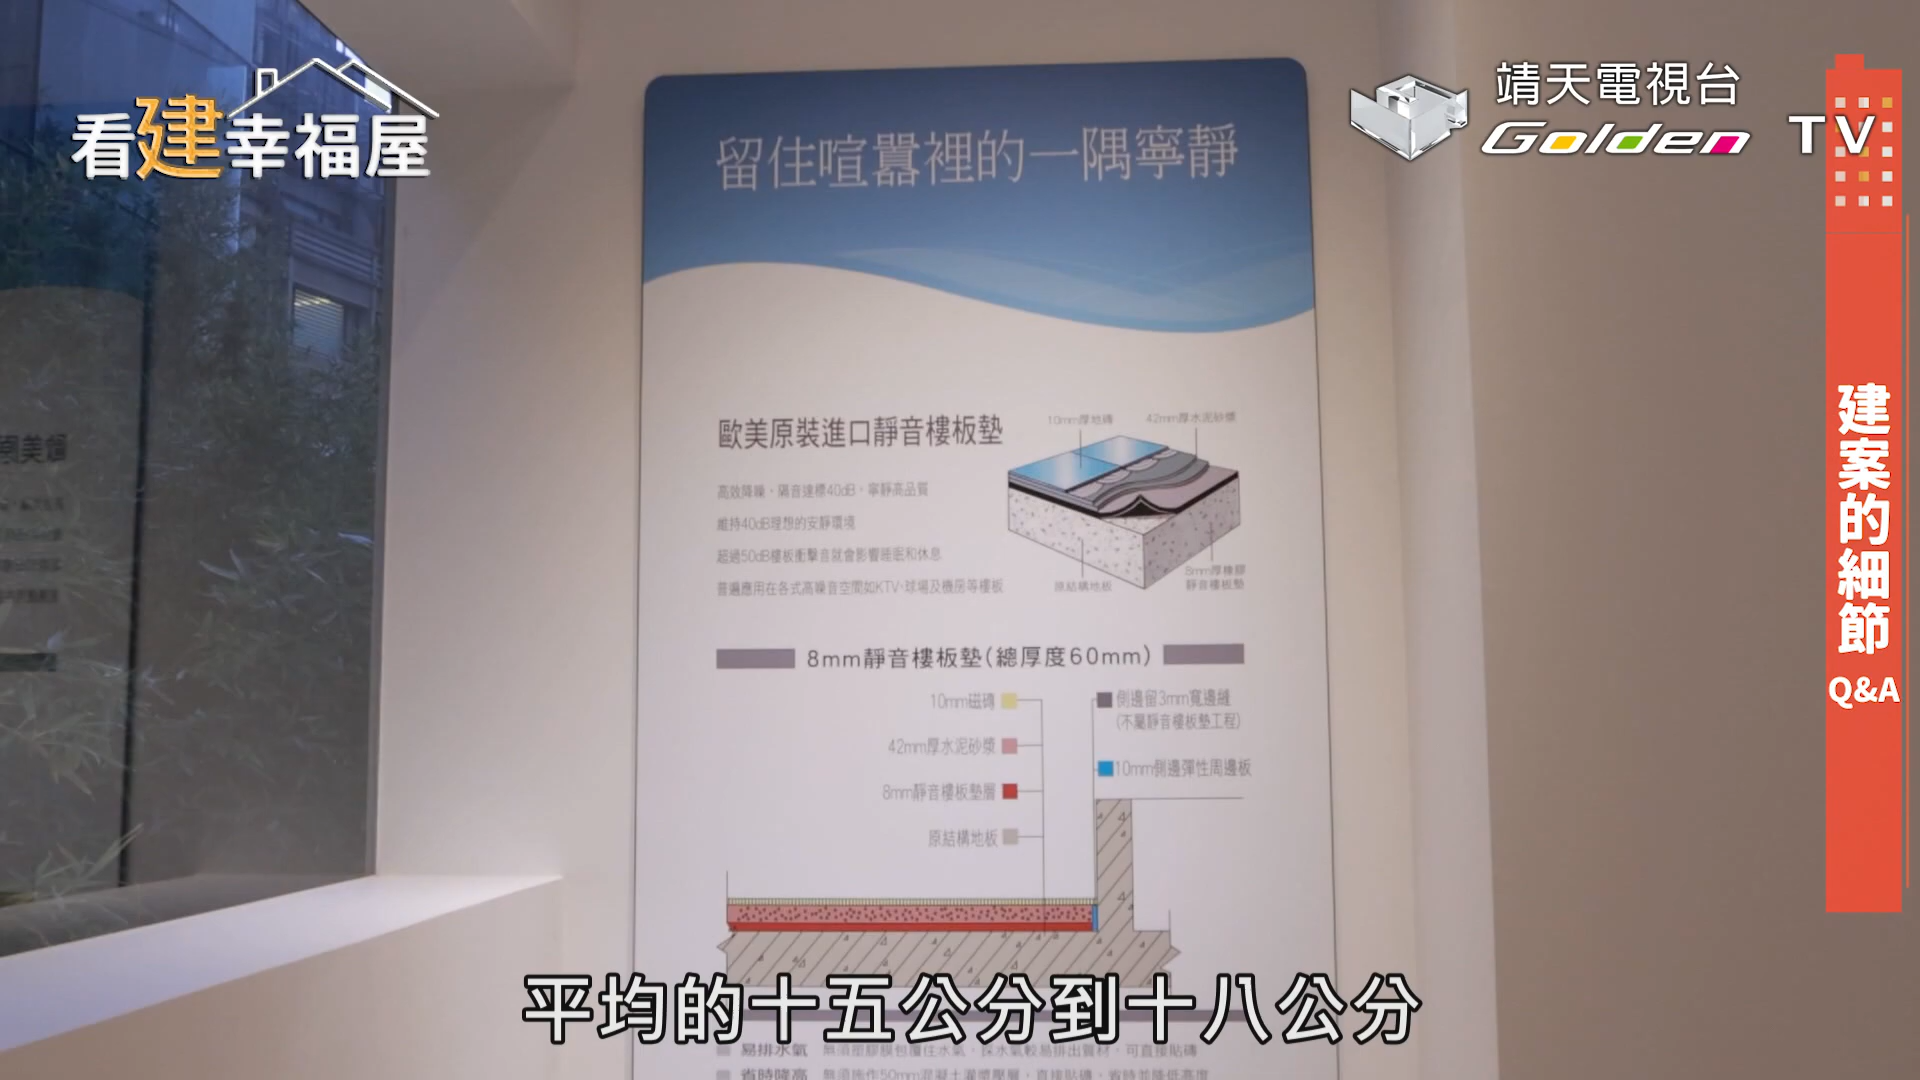 看建幸福屋
靖天電視台
Golden TV
建案的細節
Q&A
留住喧囂裡的一隅寧靜
歐美原裝進口靜音樓板墊
高效降噪、隔音達標40dB、寧靜高品質
維持40dB理想的安靜環境
超過50dB樓板衝擊音就會影響睡眠和休息
普遍應用在各式高噪音空間如KTV、球場及機房等樓板
10mm厚地磚
42mm厚水泥砂漿
原結構地板
8mm厚橡膠
靜音樓板墊
8mm靜音樓板墊(總厚度60mm)
10mm磁磚
42mm厚水泥砂漿
8mm靜音樓板墊層
原結構地板
側邊留3mm寬邊縫
(不屬靜音樓板墊工程)
10mm側邊彈性周邊板
平均的十五公分到十八公分
易排水氣
省時降高